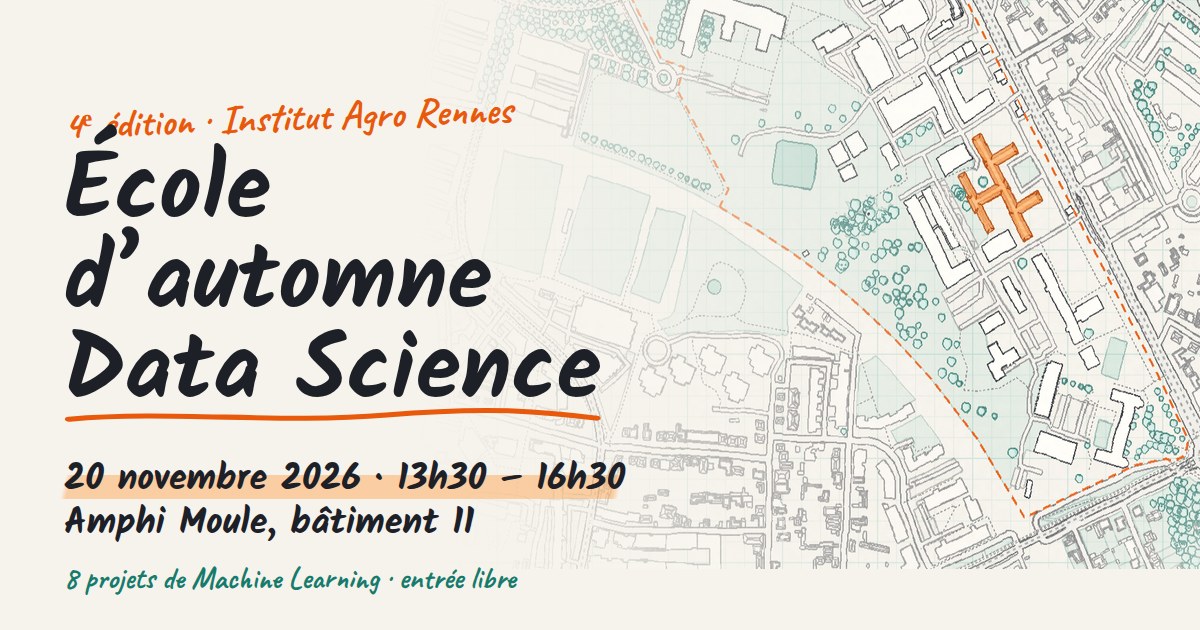 4e édition · Institut Agro Rennes
École
d’automne
Data Science
20 novembre 2026 · 13h30 – 16h30
Amphi Moule, bâtiment 11
8 projets de Machine Learning · entrée libre